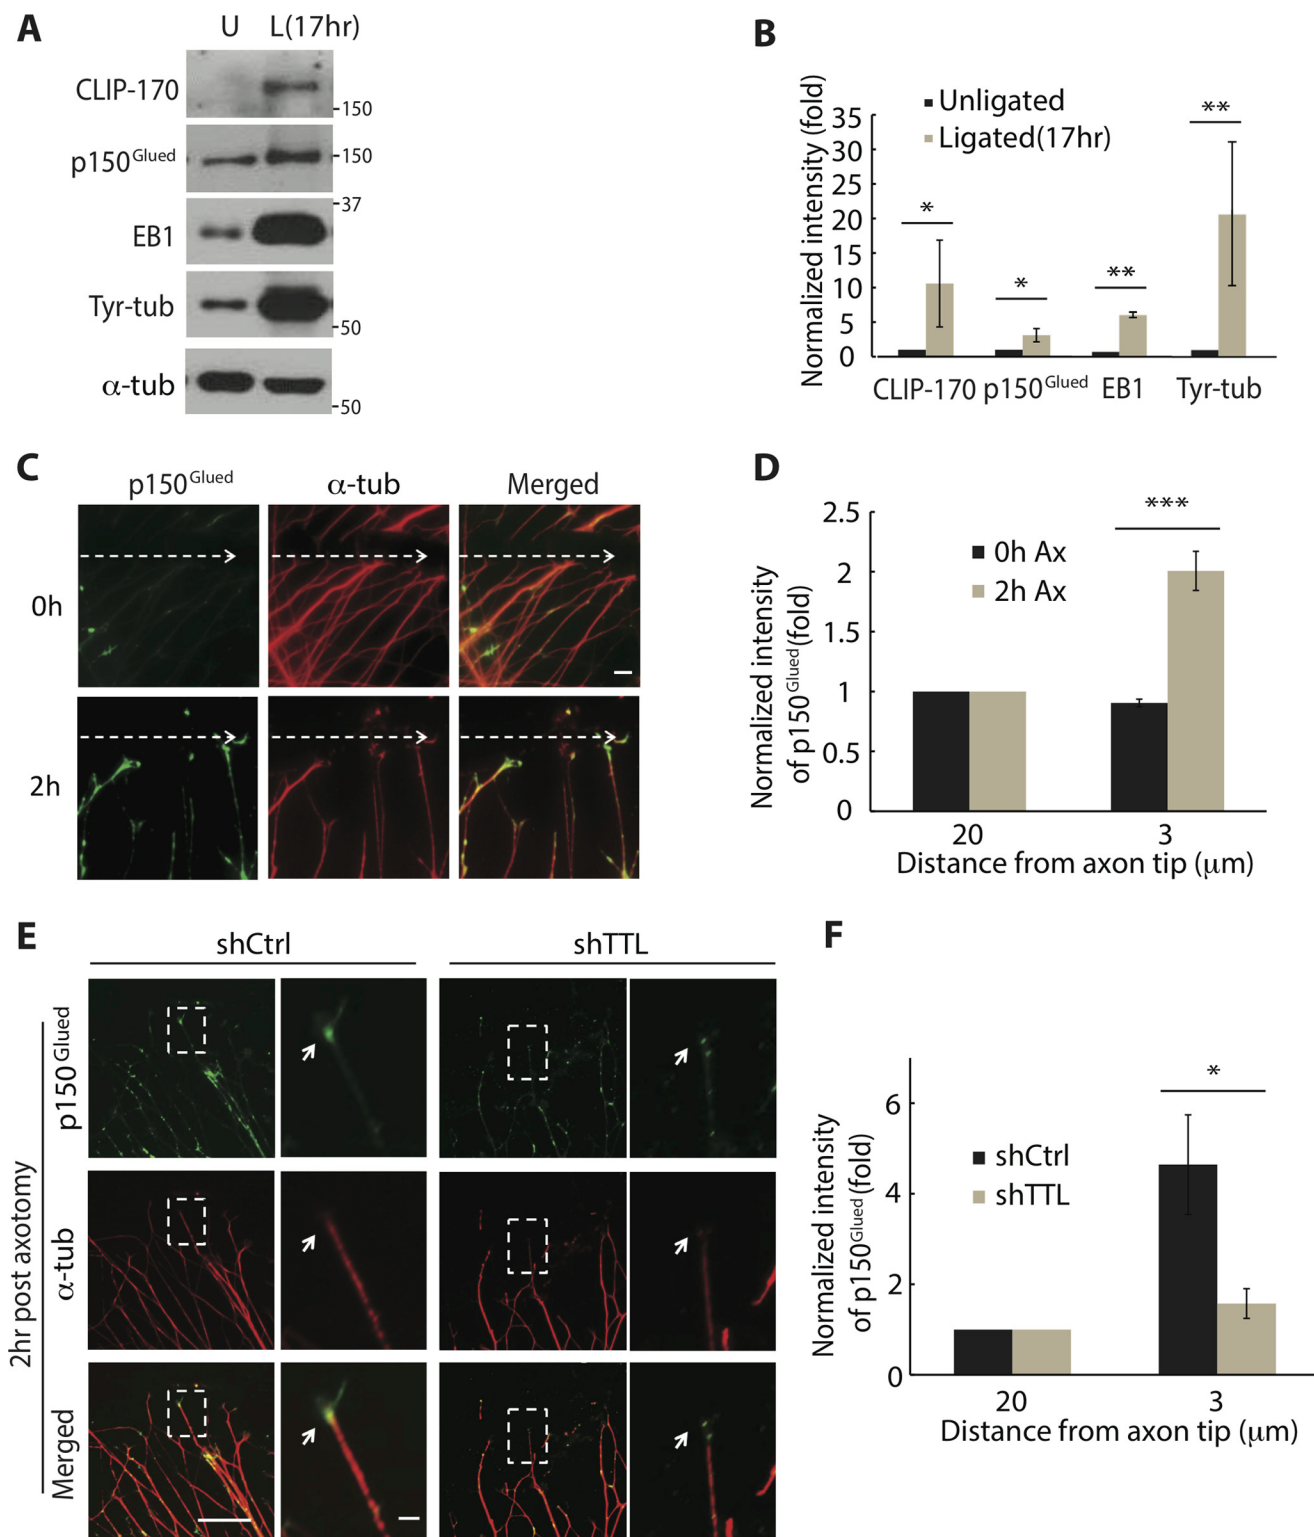 A
U L(17hr)
CLIP-170
-150
p150Glued
-150
-37
EB1
Tyr-tub
-50
α-tub
-50
B
Normalized intensity (fold)
Unligated
Ligated(17hr)
35
30
25
20
15
10
5
0
*
*
**
**
CLIP-170 p150Glued EB1 Tyr-tub
C
p150Glued α-tub Merged
0h
2h
D
Normalized intensity
of p150Glued(fold)
2.5
2
1.5
1
0.5
0
0h Ax
2h Ax
***
20 3
Distance from axon tip (μm)
E
shCtrl shTTL
2hr post axotomy
p150Glued
α-tub
Merged
F
Normalized intensity
of p150Glued(fold)
6
4
2
0
shCtrl
shTTL
*
20 3
Distance from axon tip (μm)